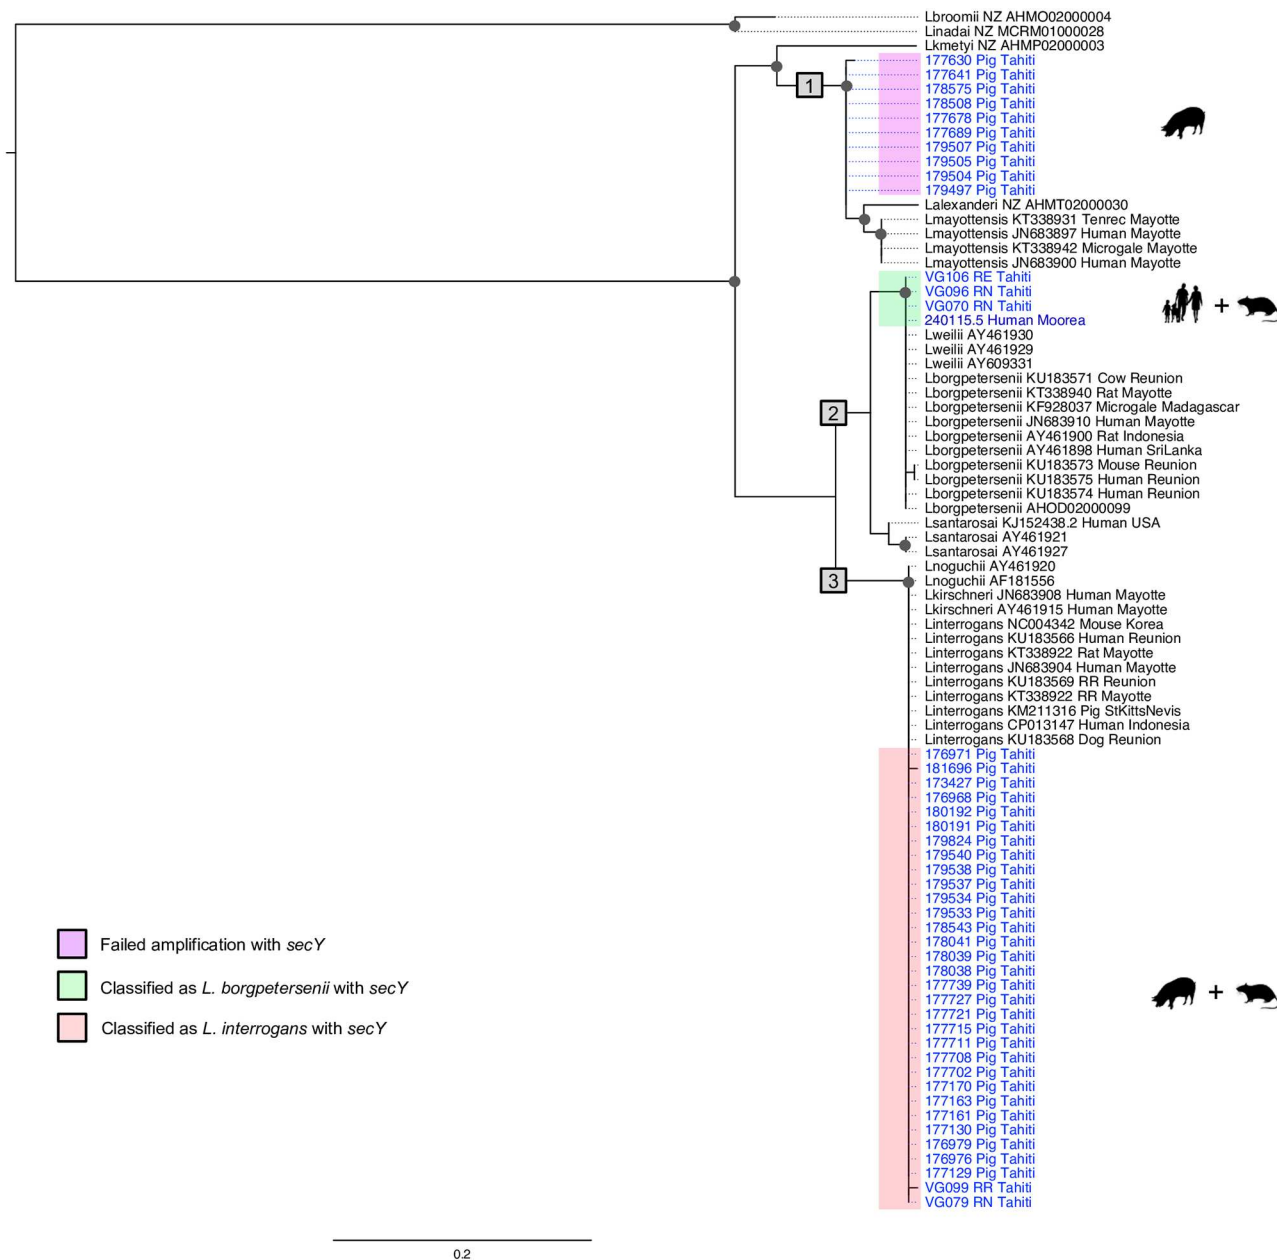 Lbroomii NZ AHMO02000004
Linadai NZ MCRM01000028
Lkmetyi NZ AHMP02000003
177630 Pig Tahiti
177641 Pig Tahiti
1
178575 Pig Tahiti
178508 Pig Tahiti
177678 Pig Tahiti
177689 Pig Tahiti
179507 Pig Tahiti
179505 Pig Tahiti
179504 Pig Tahiti
179497 Pig Tahiti
Lalexanderi NZ AHMT02000030
Lmayottensis KT338931 Tenrec Mayotte
Lmayottensis JN683897 Human Mayotte
Lmayottensis KT338942 Microgale Mayotte
Lmayottensis JN683900 Human Mayotte
VG106 RE Tahiti
VG096 RN Tahiti
VG070 RN Tahiti
+
240115.5 Human Moorea
Lweilii AY461930
Lweilii AY461929
Lweilii AY609331
Lborgpetersenii KU183571 Cow Reunion
Lborgpetersenii KT338940 Rat Mayotte
Lborgpetersenii KF928037 Microgale Madagascar
2
Lborgpetersenii JN683910 Human Mayotte
Lborgpetersenii AY461900 Rat Indonesia
Lborgpetersenii AY461898 Human SriLanka
Lborgpetersenii KU183573 Mouse Reunion
Lborgpetersenii KU183575 Human Reunion
Lborgpetersenii KU183574 Human Reunion
Lborgpetersenii AHOD02000099
Lsantarosai KJ152438.2 Human USA
Lsantarosai AY461921
Lsantarosai AY461927
Lnoguchii AY461920
3
Lnoguchii AF181556
Lkirschneri JN683908 Human Mayotte
Lkirschneri AY461915 Human Mayotte
Linterrogans NC004342 Mouse Korea
Linterrogans KU183566 Human Reunion
Linterrogans KT338922 Rat Mayotte
Linterrogans JN683904 Human Mayotte
Linterrogans KU183569 RR Reunion
Linterrogans KT338922 RR Mayotte
Linterrogans KM211316 Pig StKittsNevis
Linterrogans CP013147 Human Indonesia
Linterrogans KU183568 Dog Reunion
176971 Pig Tahiti
181696 Pig Tahiti
173427 Pig Tahiti
176968 Pig Tahiti
180192 Pig Tahiti
180191 Pig Tahiti
179824 Pig Tahiti
179540 Pig Tahiti
179538 Pig Tahiti
179537 Pig Tahiti
179534 Pig Tahiti
179533 Pig Tahiti
178543 Pig Tahiti
178041 Pig Tahiti
178039 Pig Tahiti
178038 Pig Tahiti
177739 Pig Tahiti
+
177727 Pig Tahiti
177721 Pig Tahiti
177715 Pig Tahiti
177711 Pig Tahiti
177708 Pig Tahiti
177702 Pig Tahiti
177170 Pig Tahiti
177163 Pig Tahiti
177161 Pig Tahiti
177130 Pig Tahiti
176979 Pig Tahiti
176976 Pig Tahiti
177129 Pig Tahiti
VG099 RR Tahiti
VG079 RN Tahiti
Failed amplification with secY
Classified as L. borgpetersenii with secY
Classified as L. interrogans with secY
0.2